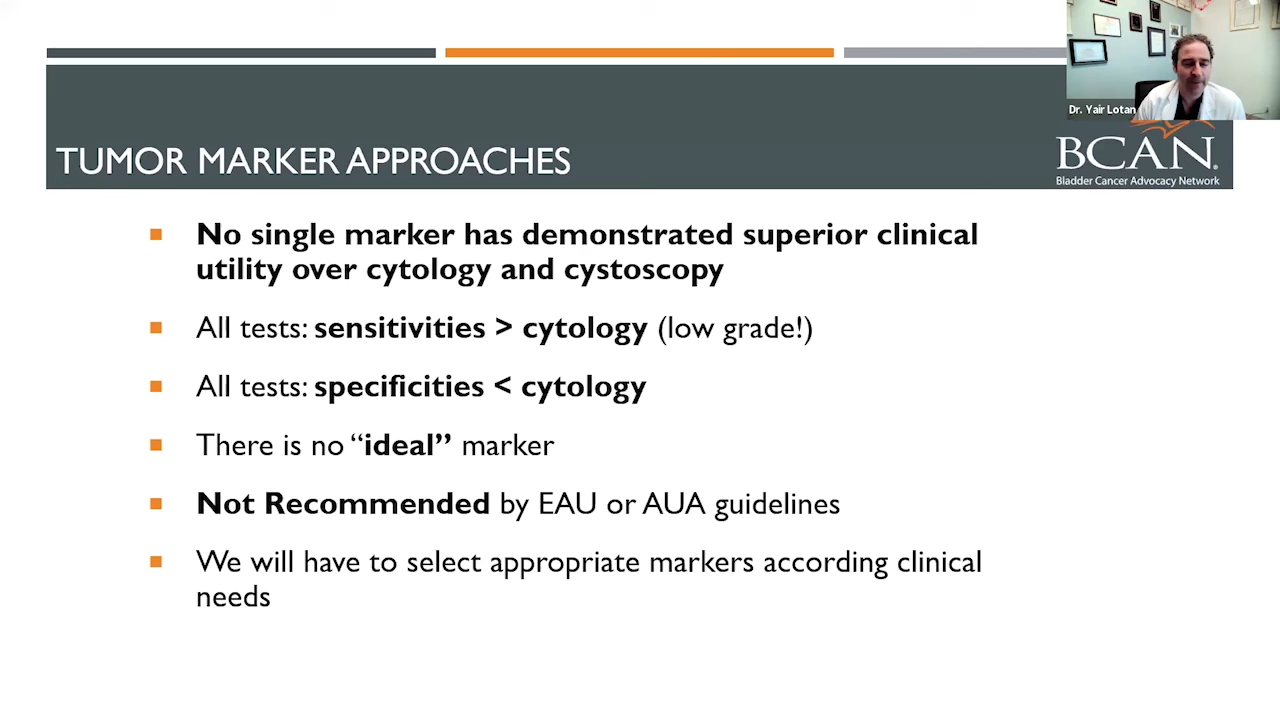 Dr. Yair Lotan
TUMOR MARKER APPROACHES
BCAN.
Bladder Cancer Advocacy Network
No single marker has demonstrated superior clinical
utility over cytology and cystoscopy
All tests: sensitivities > cytology (low grade!)
All tests: specificities < cytology
There is no “ideal” marker
Not Recommended by EAU or AUA guidelines
We will have to select appropriate markers according clinical
needs